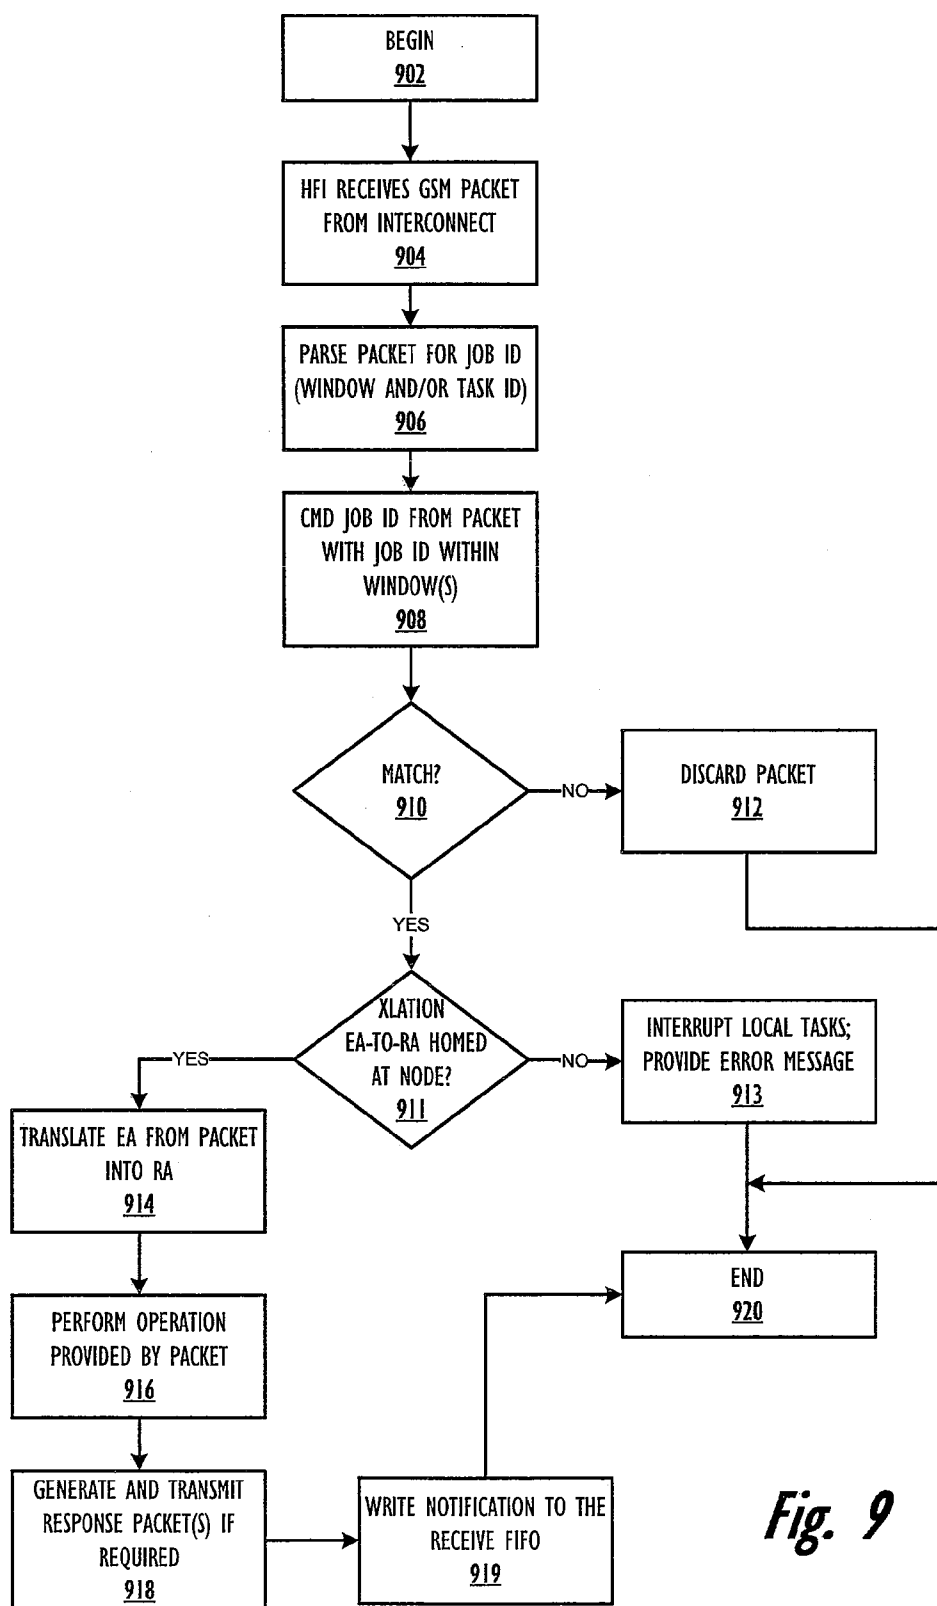 BEGIN
902
HFI RECEIVES GSM PACKET
FROM INTERCONNECT
904
PARSE PACKET FOR JOB ID
(WINDOW AND/OR TASK ID)
906
CMD JOB ID FROM PACKET
WITH JOB ID WITHIN
WINDOW(S)
908
MATCH?
910
NO
DISCARD PACKET
912
YES
XLATION
EA-TO-RA HOMED
AT NODE?
911
YES
NO
INTERRUPT LOCAL TASKS;
PROVIDE ERROR MESSAGE
913
TRANSLATE EA FROM PACKET
INTO RA
914
END
920
PERFORM OPERATION
PROVIDED BY PACKET
916
GENERATE AND TRANSMIT
RESPONSE PACKET(S) IF
REQUIRED
918
WRITE NOTIFICATION TO THE
RECEIVE FIFO
919
Fig. 9